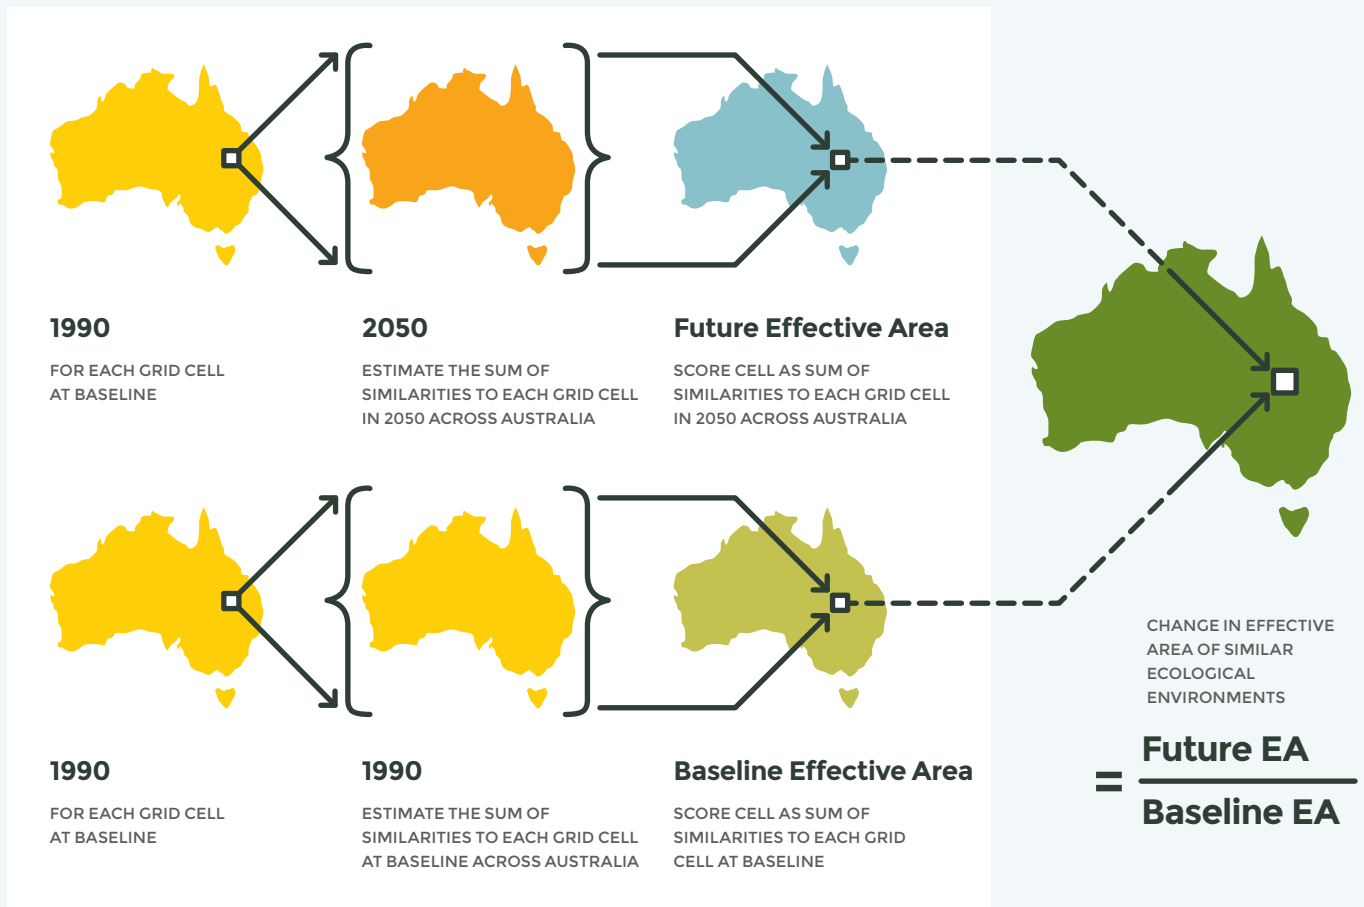 1990
FOR EACH GRID CELL
AT BASELINE
2050
ESTIMATE THE SUM OF
SIMILARITIES TO EACH GRID CELL
IN 2050 ACROSS AUSTRALIA
Future Effective Area
SCORE CELL AS SUM OF
SIMILARITIES TO EACH GRID CELL
IN 2050 ACROSS AUSTRALIA
1990
FOR EACH GRID CELL
AT BASELINE
1990
ESTIMATE THE SUM OF
SIMILARITIES TO EACH GRID CELL
AT BASELINE ACROSS AUSTRALIA
Baseline Effective Area
SCORE CELL AS SUM OF
SIMILARITIES TO EACH GRID
CELL AT BASELINE
CHANGE IN EFFECTIVE
AREA OF SIMILAR
ECOLOGICAL
ENVIRONMENTS
Future EA
=
Baseline EA